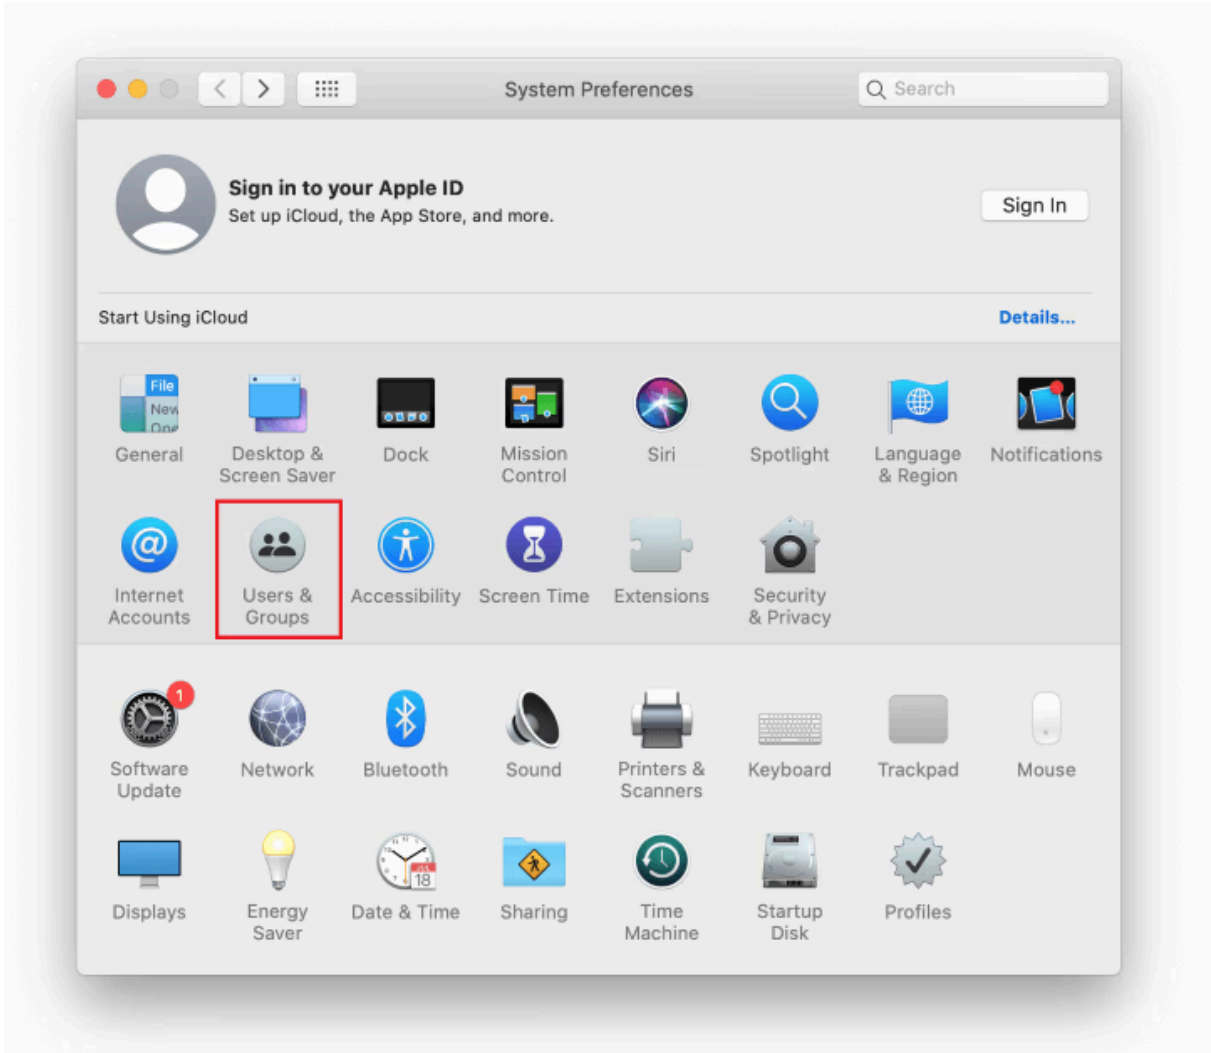 System Preferences
Search
Sign in to your Apple ID
Set up iCloud, the App Store, and more.
Sign In
Start Using iCloud
Details...
File
New
One
General
Desktop &
Screen Saver
Dock
Mission
Control
Siri
Spotlight
Language
& Region
Notifications
@
Internet
Accounts
Users &
Groups
Accessibility
Screen Time
Extensions
Security
& Privacy
1
Software
Update
Network
Bluetooth
Sound
Printers &
Scanners
Keyboard
Trackpad
Mouse
Displays
Energy
Saver
JUL
18
Date & Time
Sharing
Time
Machine
Startup
Disk
Profiles